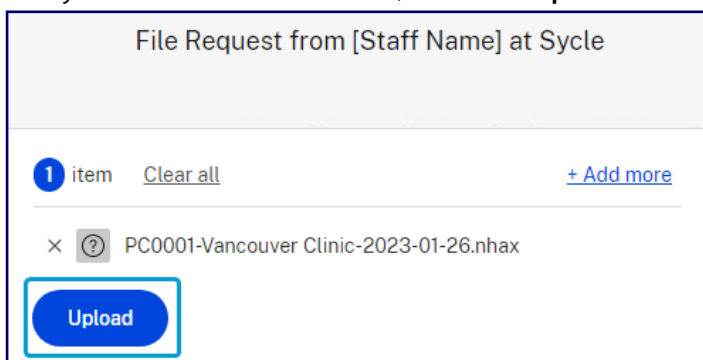 File Request from [Staff Name] at Sycle
1 item Clear all + Add more
× ? PC0001-Vancouver Clinic-2023-01-26.nhax
Upload